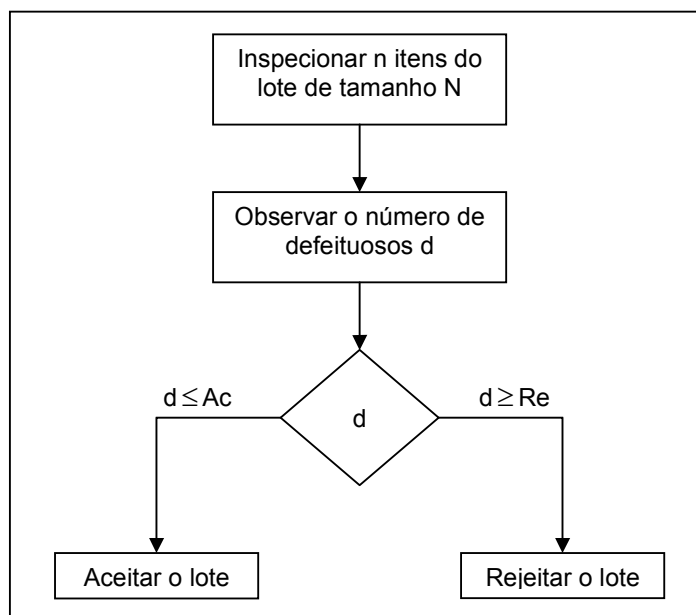 Inspecionar n itens do
lote de tamanho N
Observar o número de
defeituosos d
d ≤ Ac
d ≥ Re
d
Aceitar o lote
Rejeitar o lote